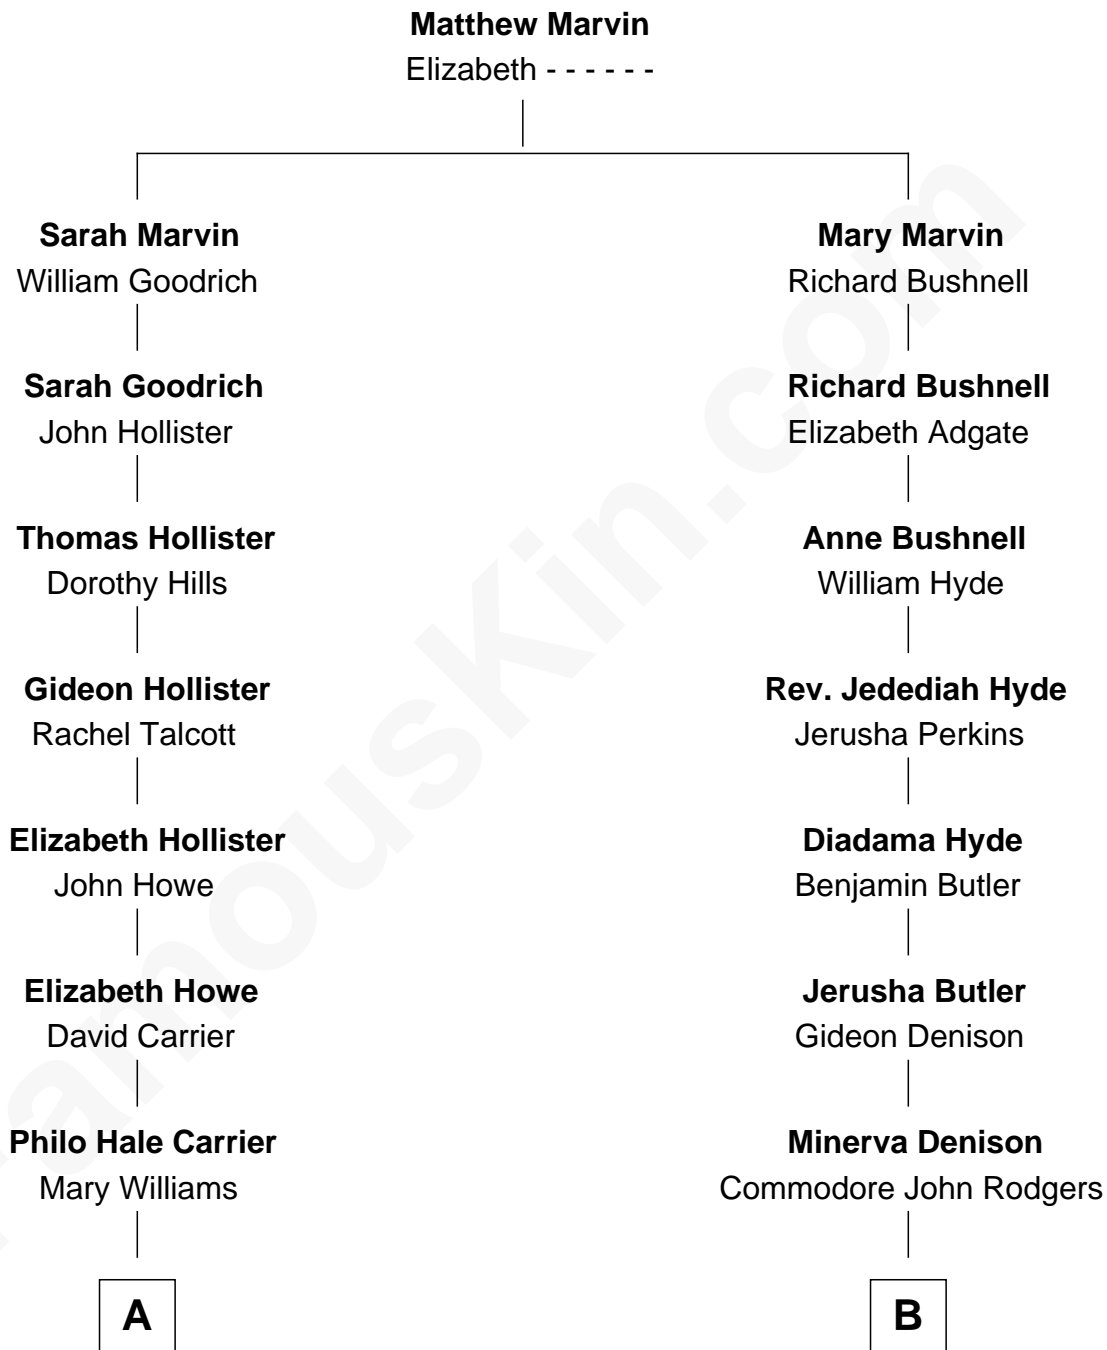 Matthew Marvin
Elizabeth - - - - - -
Sarah Marvin
William Goodrich
Mary Marvin
Richard Bushnell
Sarah Goodrich
John Hollister
Richard Bushnell
Elizabeth Adgate
Thomas Hollister
Dorothy Hills
Anne Bushnell
William Hyde
Gideon Hollister
Rachel Talcott
Rev. Jedediah Hyde
Jerusha Perkins
Elizabeth Hollister
John Howe
Diadama Hyde
Benjamin Butler
Elizabeth Howe
David Carrier
Jerusha Butler
Gideon Denison
Philo Hale Carrier
Mary Williams
Minerva Denison
Commodore John Rodgers
A
B
FamousKin.com